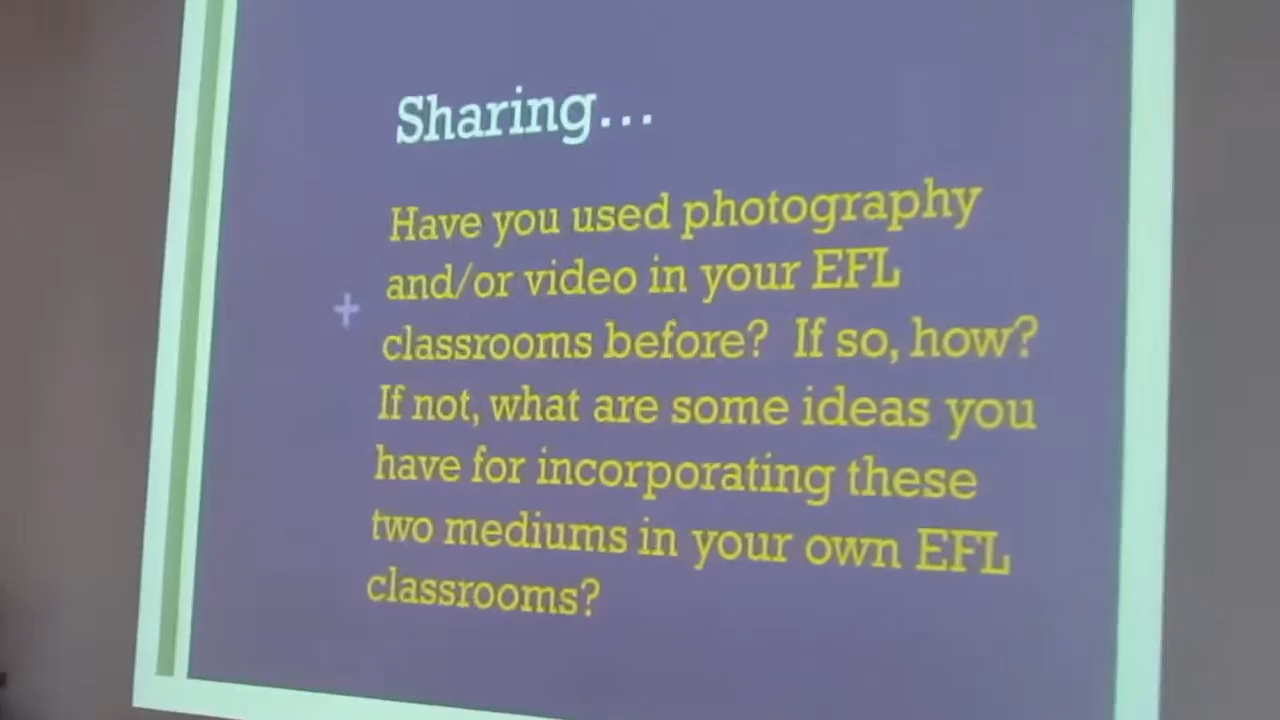 Sharing...
Have you used photography
and/or video in your EFL
+
classrooms before? If so, how?
If not, what are some ideas you
have for incorporating these
two mediums in your own EFL
classrooms?